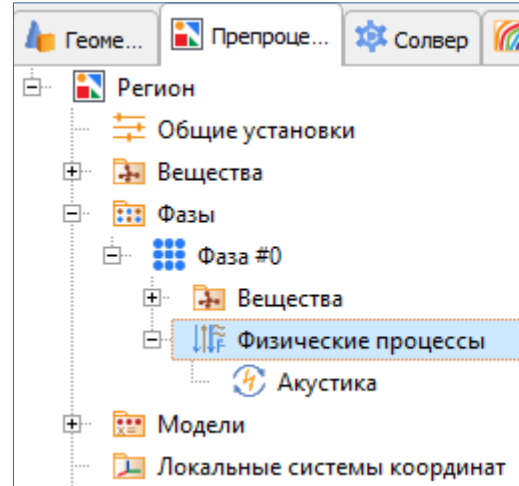 Геоме... Препроце... Солвер
Регион
Общие установки
Вещества
Фазы
Фаза #0
Вещества
Физические процессы
Акустика
Модели
Локальные системы координат